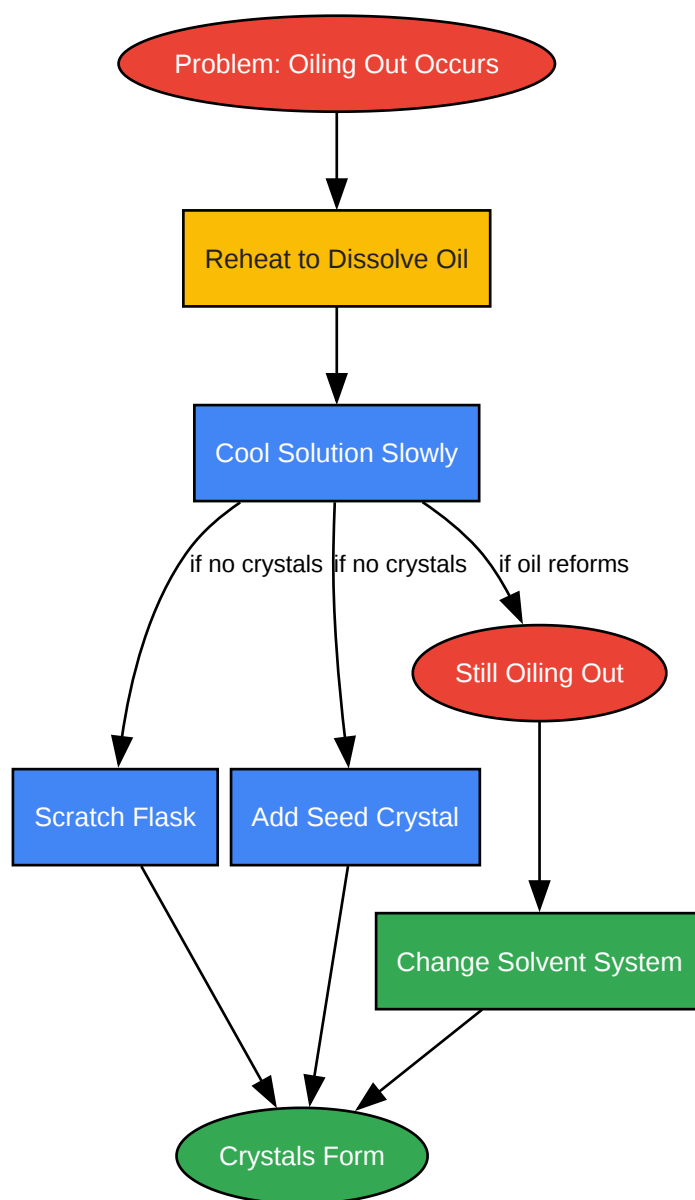 Problem: Oiling Out Occurs
Reheat to Dissolve Oil
Cool Solution Slowly
if no crystals
if no crystals
if oil reforms
Still Oiling Out
Scratch Flask
Add Seed Crystal
Change Solvent System
Crystals Form